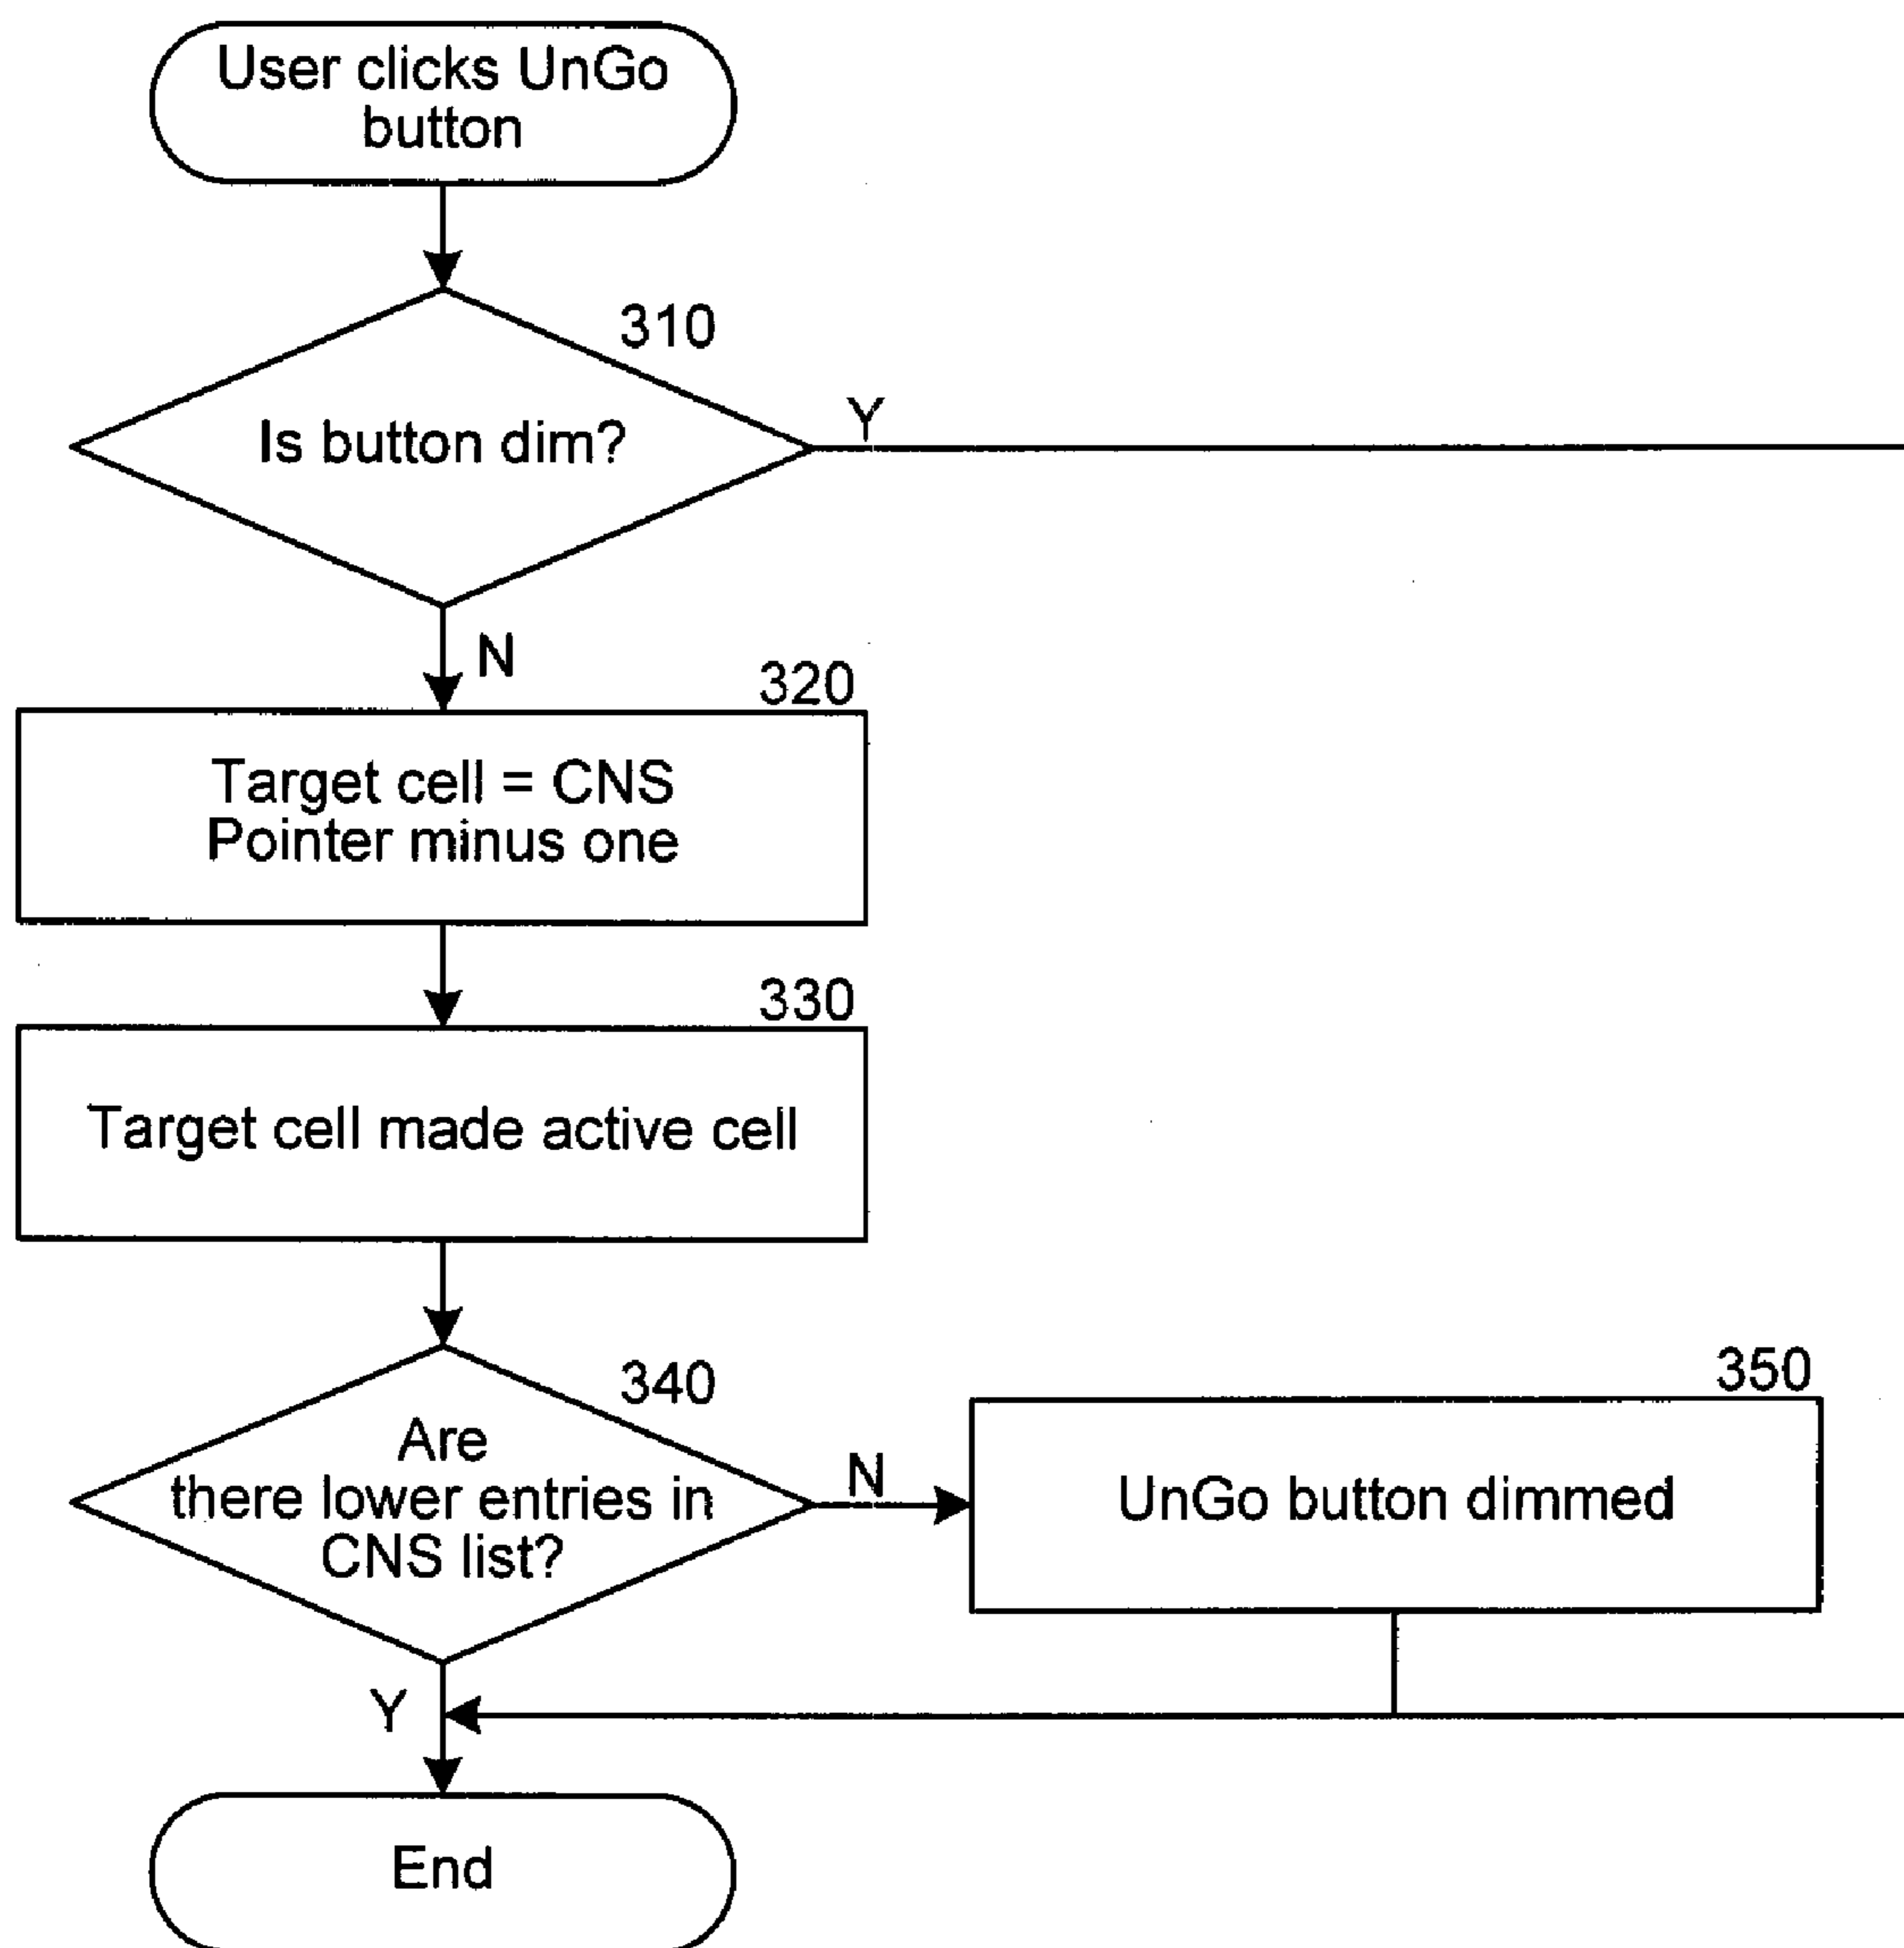 User clicks UnGo
button
310
Is button dim?
Y
N
320
Target cell = CNS
Pointer minus one
330
Target cell made active cell
340
Are
there lower entries in
CNS list?
N
350
UnGo button dimmed
Y
End